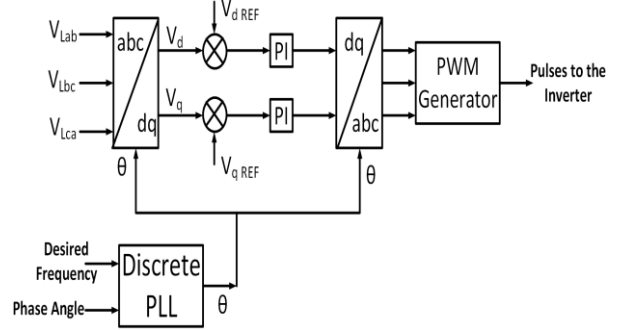 V_d REF
V_Lab
abc
V_d
PI
dq
V_Lbc
PWM
Generator
Pulses to the
Inverter
V_Lca
dq
V_q
PI
abc
V_q REF
θ
θ
Desired
Frequency
Discrete
PLL
Phase Angle
θ